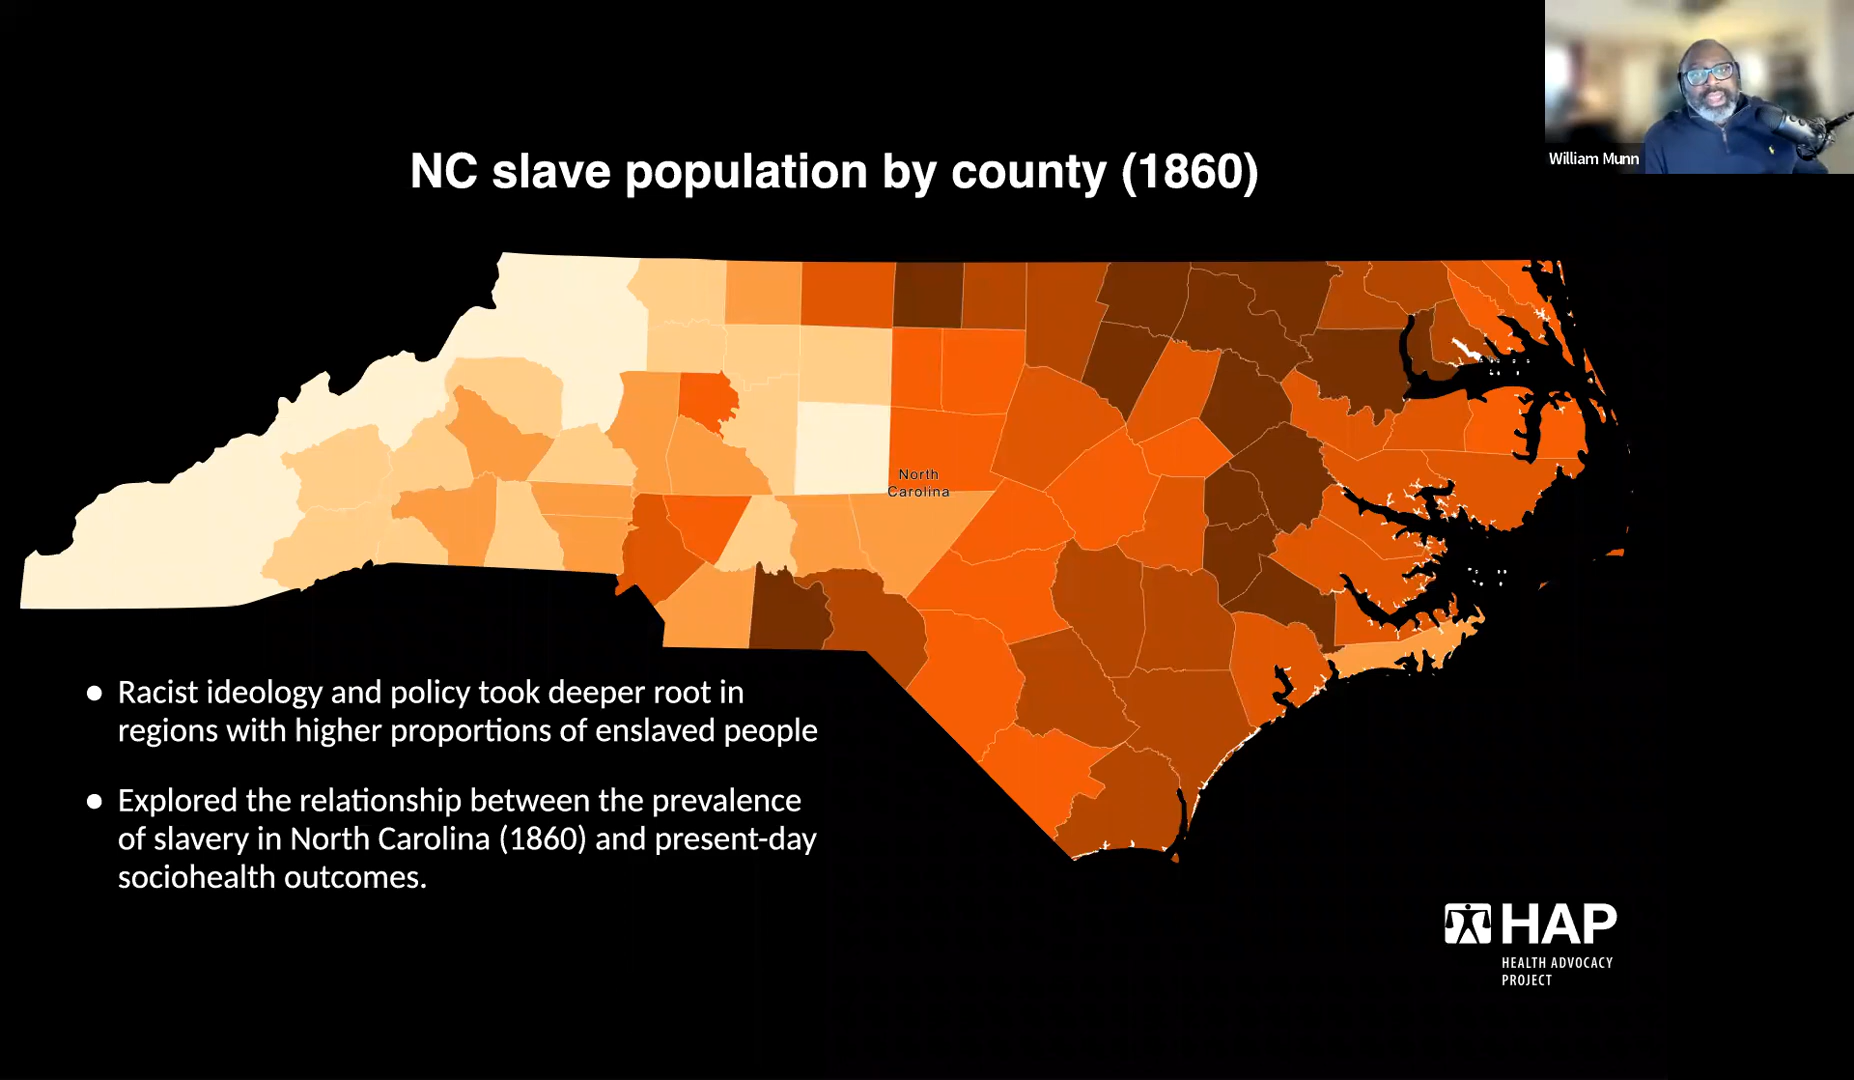 William Munn
NC slave population by county (1860)
North
Carolina
● Racist ideology and policy took deeper root in
regions with higher proportions of enslaved people
● Explored the relationship between the prevalence
of slavery in North Carolina (1860) and present-day
sociohealth outcomes.
HAP
HEALTH ADVOCACY
PROJECT